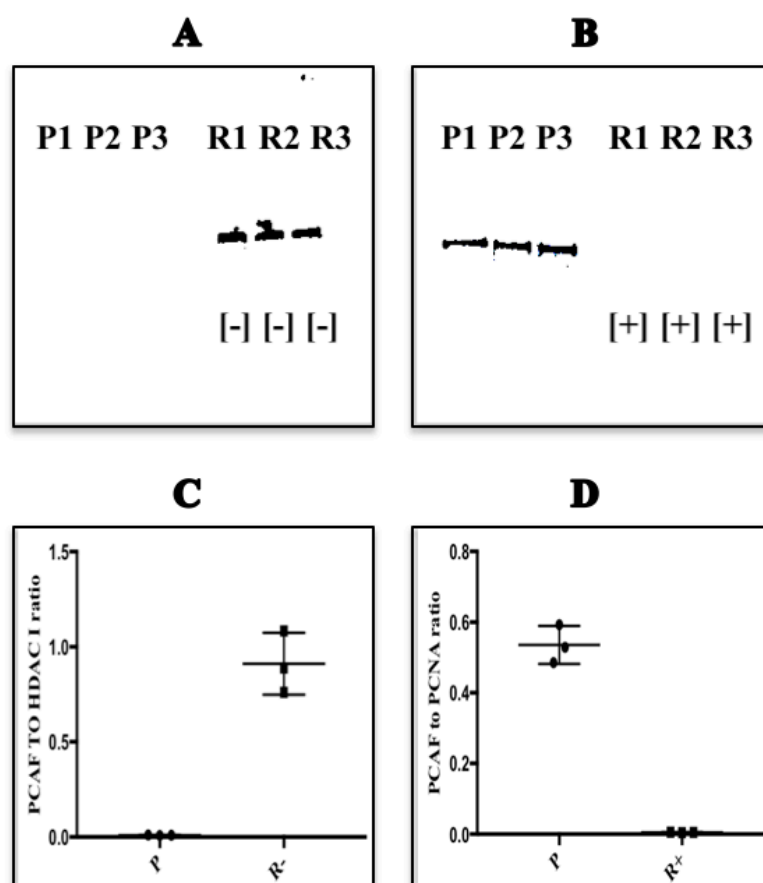 A
B
P1 P2 P3 R1 R2 R3
[-] [-] [-]
P1 P2 P3 R1 R2 R3
[+] [+] [+]
C
D
PCAF TO HDAC I ratio
1.5
1.0
0.5
0.0
P
R-
PCAF to PCNA ratio
0.8
0.6
0.4
0.2
0.0
P
R+